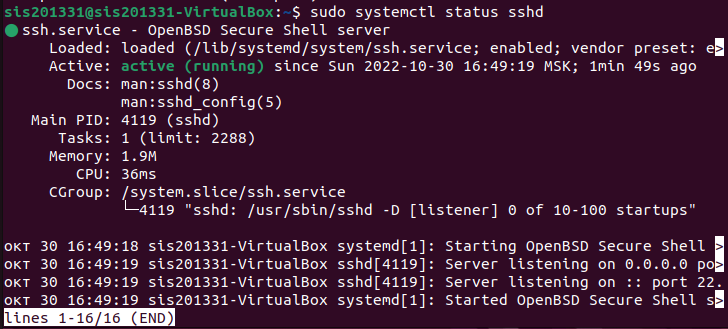 sis201331@sis201331-VirtualBox:~$ sudo systemctl status sshd
● ssh.service - OpenBSD Secure Shell server
     Loaded: loaded (/lib/systemd/system/ssh.service; enabled; vendor preset: e>
     Active: active (running) since Sun 2022-10-30 16:49:19 MSK; 1min 49s ago
       Docs: man:sshd(8)
             man:sshd_config(5)
   Main PID: 4119 (sshd)
      Tasks: 1 (limit: 2288)
     Memory: 1.9M
        CPU: 36ms
     CGroup: /system.slice/ssh.service
             └─4119 "sshd: /usr/sbin/sshd -D [listener] 0 of 10-100 startups"

окт 30 16:49:18 sis201331-VirtualBox systemd[1]: Starting OpenBSD Secure Shell >
окт 30 16:49:19 sis201331-VirtualBox sshd[4119]: Server listening on 0.0.0.0 po>
окт 30 16:49:19 sis201331-VirtualBox sshd[4119]: Server listening on :: port 22.
окт 30 16:49:19 sis201331-VirtualBox systemd[1]: Started OpenBSD Secure Shell s>
lines 1-16/16 (END)